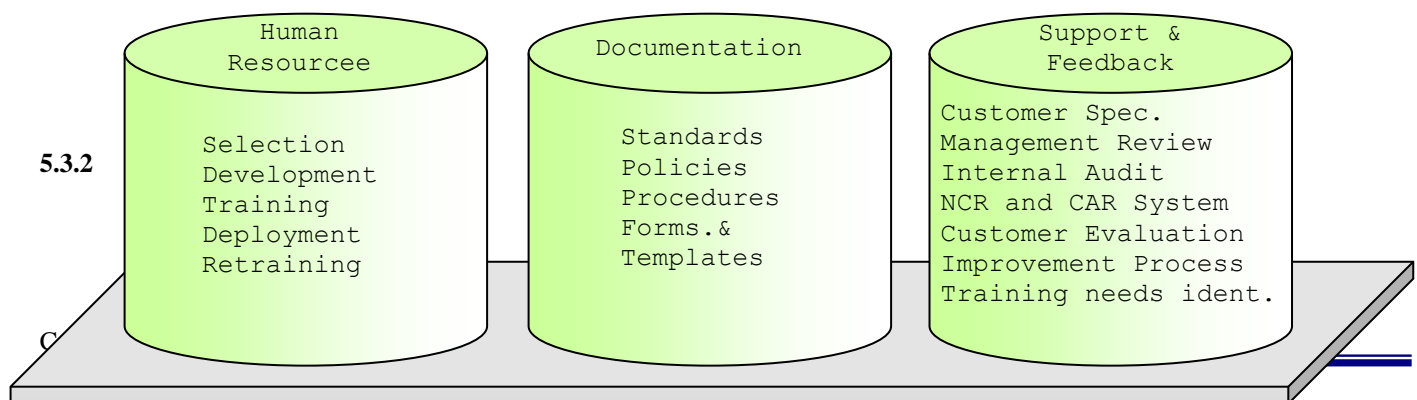 Human
Resourcee
Selection
Development
Training
Deployment
Retraining
Documentation
Standards
Policies
Procedures
Forms.&
Templates
Support &
Feedback
Customer Spec.
Management Review
Internal Audit
NCR and CAR System
Customer Evaluation
Improvement Process
Training needs ident.
5.3.2